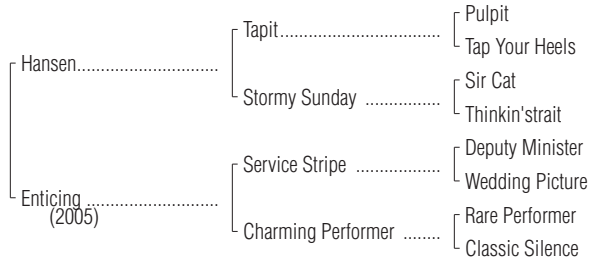 Pulpit
Tapit
Tap Your Heels
Hansen
Sir Cat
Stormy Sunday
Thinkin'strait
Deputy Minister
Service Stripe
Wedding Picture
Enticing
(2005)
Rare Performer
Charming Performer
Classic Silence